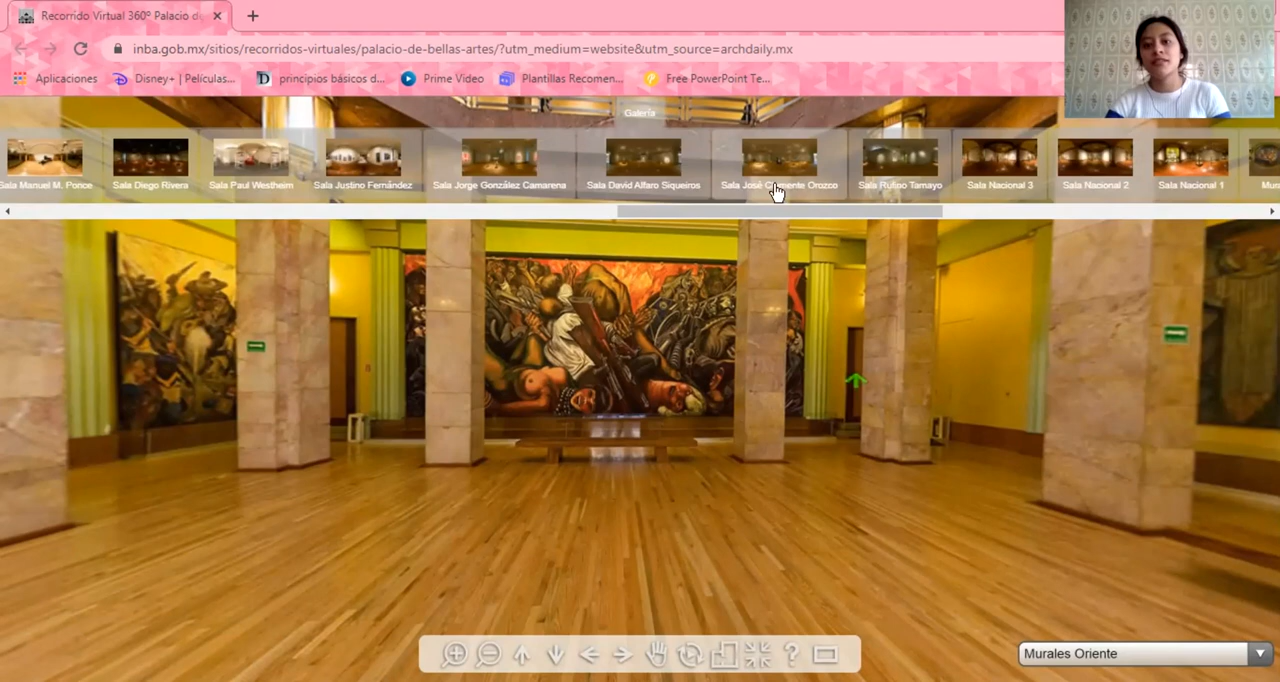 Recorrido Virtual 360º Palacio de
inba.gob.mx/sitios/recorridos-virtuales/palacio-de-bellas-artes/?utm_medium=website&utm_source=archdaily.mx
Aplicaciones
Disney+ | Películas...
principios básicos d...
Prime Video
Plantillas Recomen...
Free PowerPoint Te...
Galería
Sala Manuel M. Ponce
Sala Diego Rivera
Sala Paul Westheim
Sala Justino Fernández
Sala Jorge González Camarena
Sala David Alfaro Siqueiros
Sala José Clemente Orozco
Sala Rufino Tamayo
Sala Nacional 3
Sala Nacional 2
Sala Nacional 1
Mura
Murales Oriente